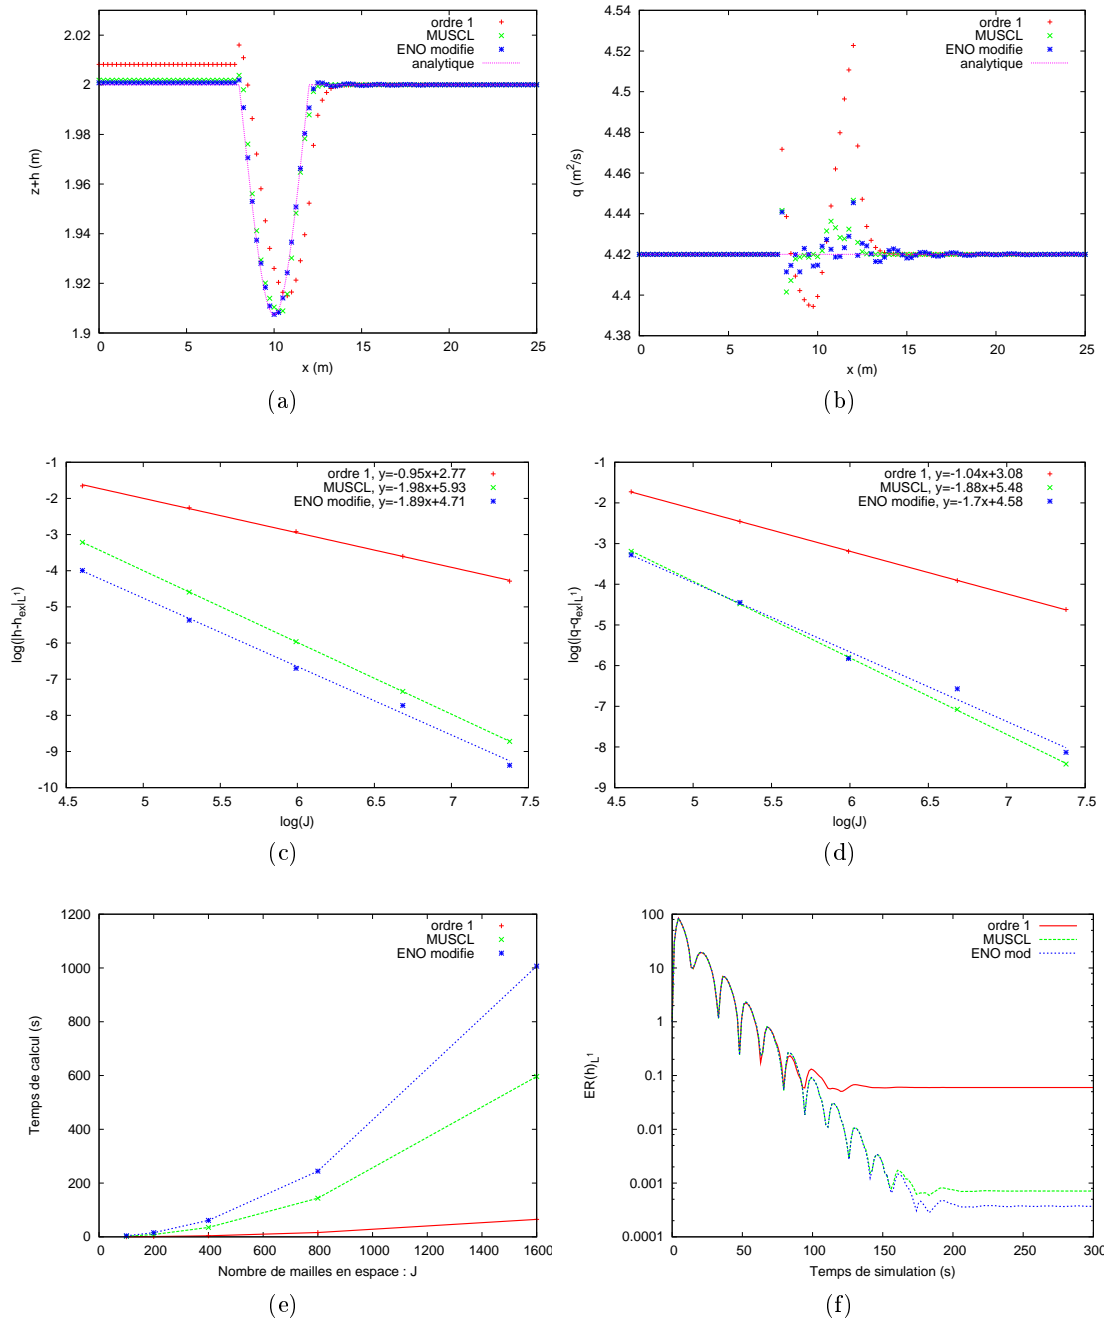 2.02
2
1.98
1.96
1.94
1.92
1.9
z+h (m)
0 5 10 15 20 25
x (m)
ordre 1
MUSCL
ENO modifie
analytique
(a)
4.54
4.52
4.5
4.48
4.46
4.44
4.42
4.4
4.38
q (m²/s)
0 5 10 15 20 25
x (m)
ordre 1
MUSCL
ENO modifie
analytique
(b)
-1
-2
-3
-4
-5
-6
-7
-8
-9
-10
log(|h-h_ex|_L¹)
4.5 5 5.5 6 6.5 7 7.5
log(J)
ordre 1, y=-0.95x+2.77
MUSCL, y=-1.98x+5.93
ENO modifie, y=-1.89x+4.71
(c)
-1
-2
-3
-4
-5
-6
-7
-8
-9
log(|q-q_ex|_L¹)
4.5 5 5.5 6 6.5 7 7.5
log(J)
ordre 1, y=-1.04x+3.08
MUSCL, y=-1.88x+5.48
ENO modifie, y=-1.7x+4.58
(d)
1200
1000
800
600
400
200
0
Temps de calcul (s)
0 200 400 600 800 1000 1200 1400 1600
Nombre de mailles en espace : J
ordre 1
MUSCL
ENO modifie
(e)
100
10
1
0.1
0.01
0.001
0.0001
ER(h)_L¹
0 50 100 150 200 250 300
Temps de simulation (s)
ordre 1
MUSCL
ENO mod
(f)